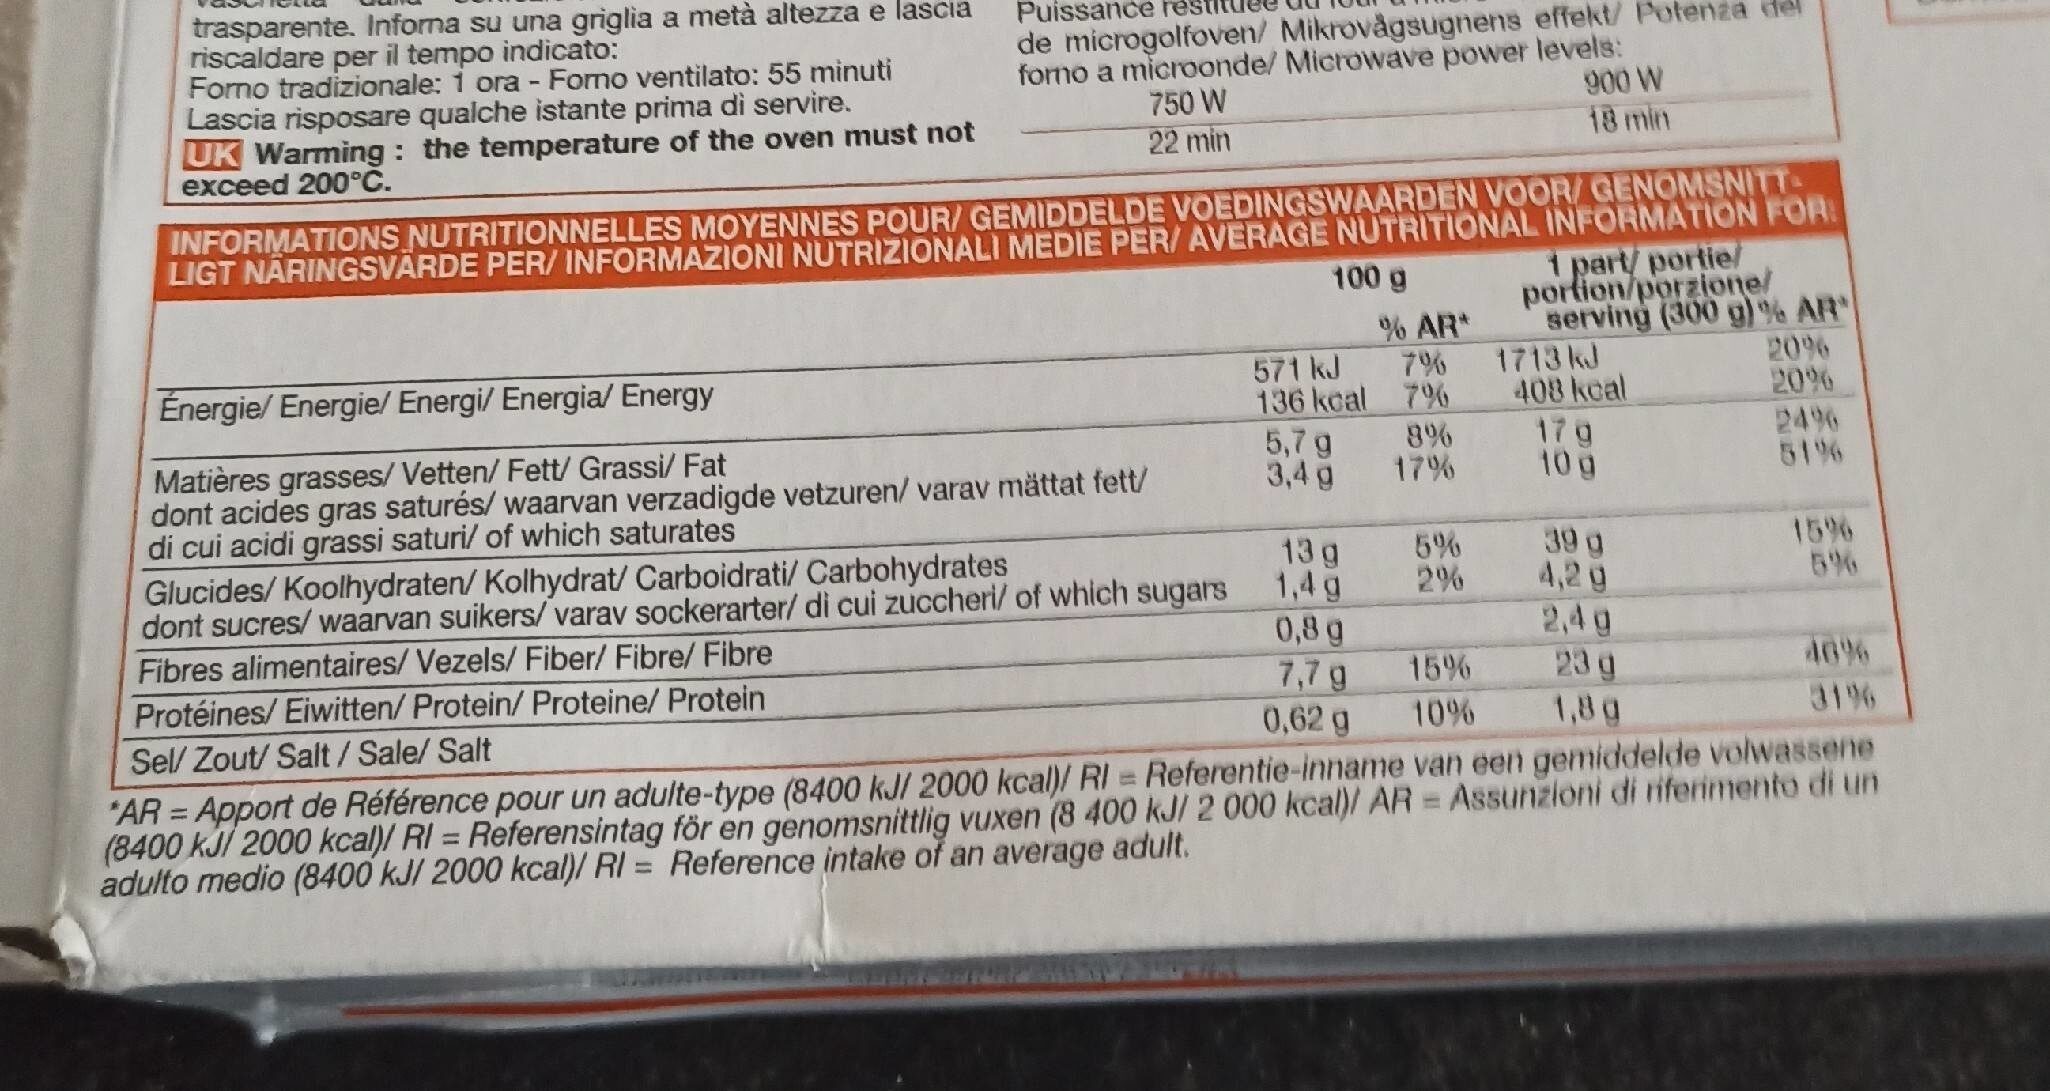 trasparente. Inforna su una griglia a metà altezza e lascia
riscaldare per il tempo indicato:
Forno tradizionale: 1 ora - Forno ventilato: 55 minuti
Lascia risposare qualche istante prima di servire.
UK Warming : the temperature of the oven must not
exceed 200°C.
Puissance restituée du
de microgolfoven/ Mikrovågsugnens effekt/ Potenza del
forno a microonde/ Microwave power levels:
750 W 900 W
22 min 18 min
INFORMATIONS NUTRITIONNELLES MOYENNES POUR/ GEMIDDELDE VOEDINGSWAARDEN VOOR/ GENOMSNITT-
LIGT NÄRINGSVÄRDE PER/ INFORMAZIONI NUTRIZIONALI MEDIE PER/ AVERAGE NUTRITIONAL INFORMATION FOR:
100 g 1 part/ portie/
portion/porzione/
% AR* serving (300 g) % AR*
Énergie/ Energie/ Energi/ Energia/ Energy 571 kJ 7% 1713 kJ 20%
136 kcal 7% 408 kcal 20%
Matières grasses/ Vetten/ Fett/ Grassi/ Fat 5,7 g 8% 17 g 24%
dont acides gras saturés/ waarvan verzadigde vetzuren/ varav mättat fett/ 3,4 g 17% 10 g 51%
di cui acidi grassi saturi/ of which saturates
Glucides/ Koolhydraten/ Kolhydrat/ Carboidrati/ Carbohydrates 13 g 5% 39 g 15%
dont sucres/ waarvan suikers/ varav sockerarter/ di cui zuccheri/ of which sugars 1,4 g 2% 4,2 g 5%
Fibres alimentaires/ Vezels/ Fiber/ Fibre/ Fibre 0,8 g 2,4 g
Protéines/ Eiwitten/ Protein/ Proteine/ Protein 7,7 g 15% 23 g 46%
Sel/ Zout/ Salt / Sale/ Salt 0,62 g 10% 1,8 g 31%
*AR = Apport de Référence pour un adulte-type (8400 kJ/ 2000 kcal)/ RI = Referentie-inname van een gemiddelde volwassene
(8400 kJ/ 2000 kcal)/ RI = Referensintag för en genomsnittlig vuxen (8 400 kJ/ 2 000 kcal)/ AR = Assunzioni di riferimento di un
adulto medio (8400 kJ/ 2000 kcal)/ RI = Reference intake of an average adult.